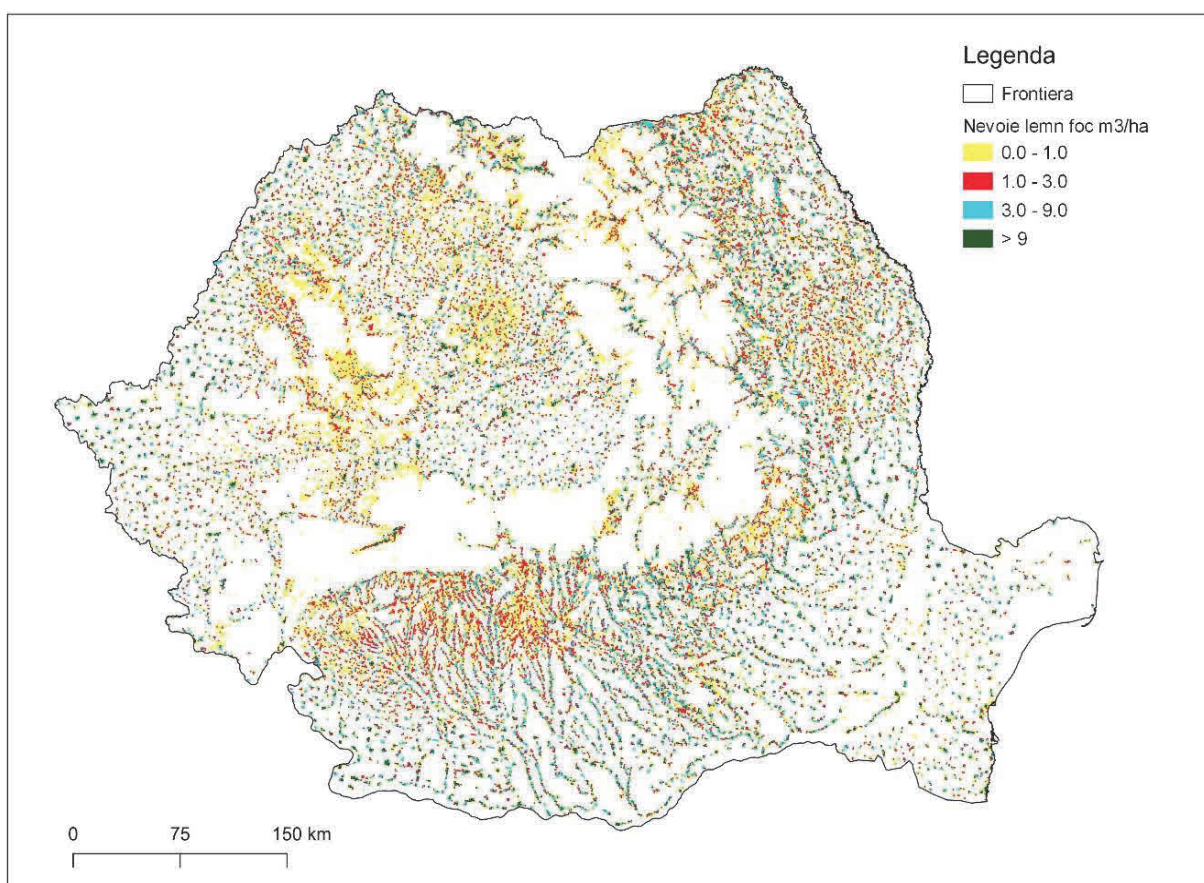 Legenda
Frontiera
Nevoie lemn foc m3/ha
0.0 - 1.0
1.0 - 3.0
3.0 - 9.0
> 9
0 75 150 km